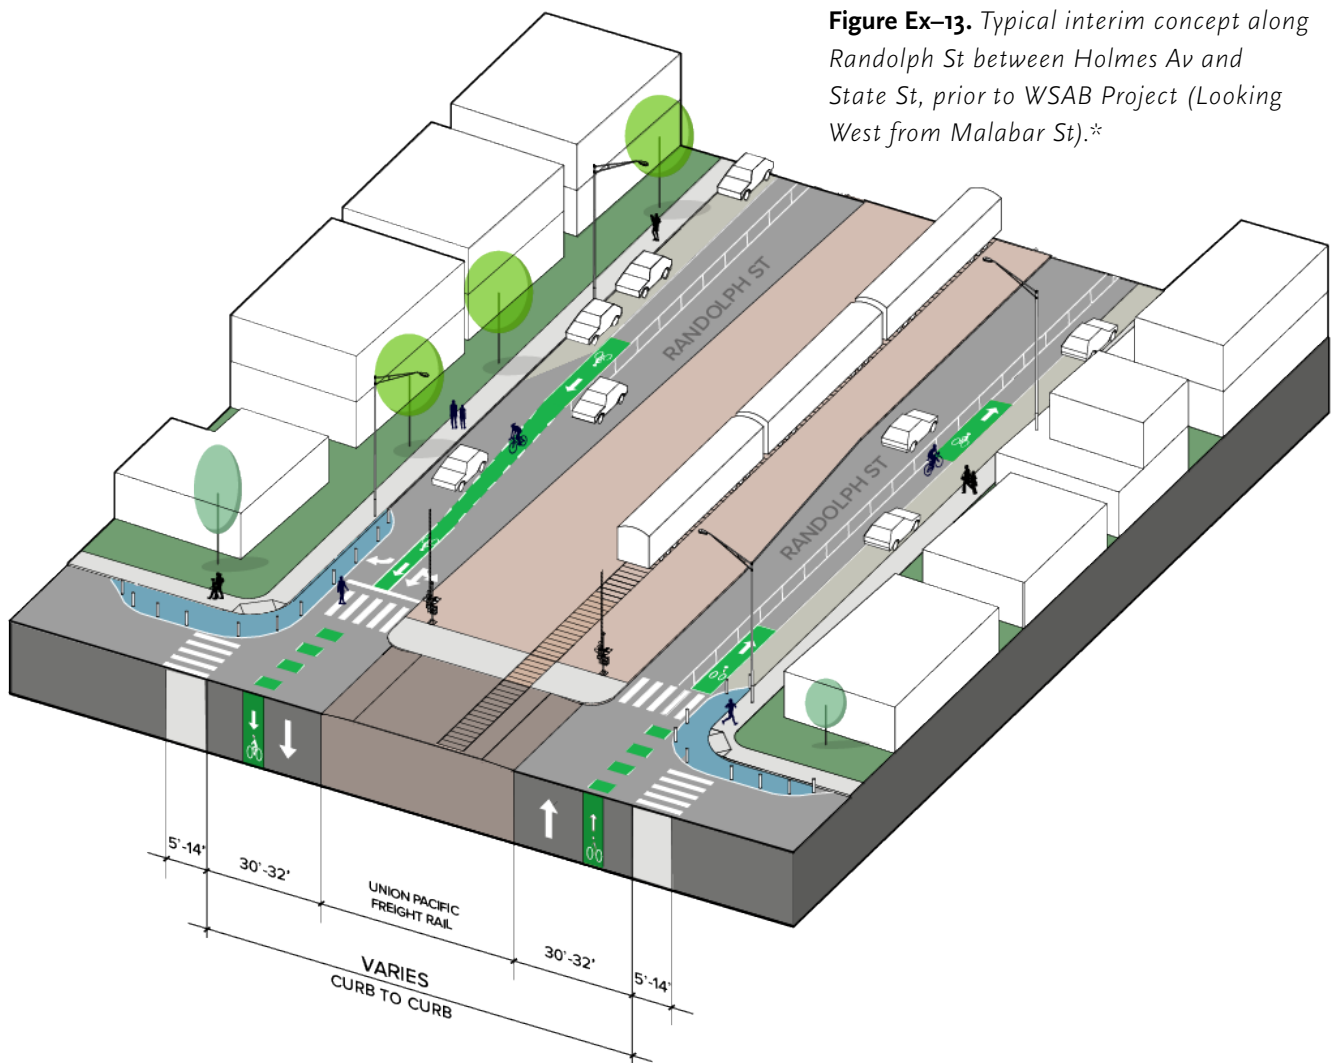 Figure Ex–13. Typical interim concept along
Randolph St between Holmes Av and
State St, prior to WSAB Project (Looking
West from Malabar St).*
RANDOLPH ST
RANDOLPH ST
5'-14'
30'-32'
UNION PACIFIC
FREIGHT RAIL
30'-32'
5'-14'
VARIES
CURB TO CURB